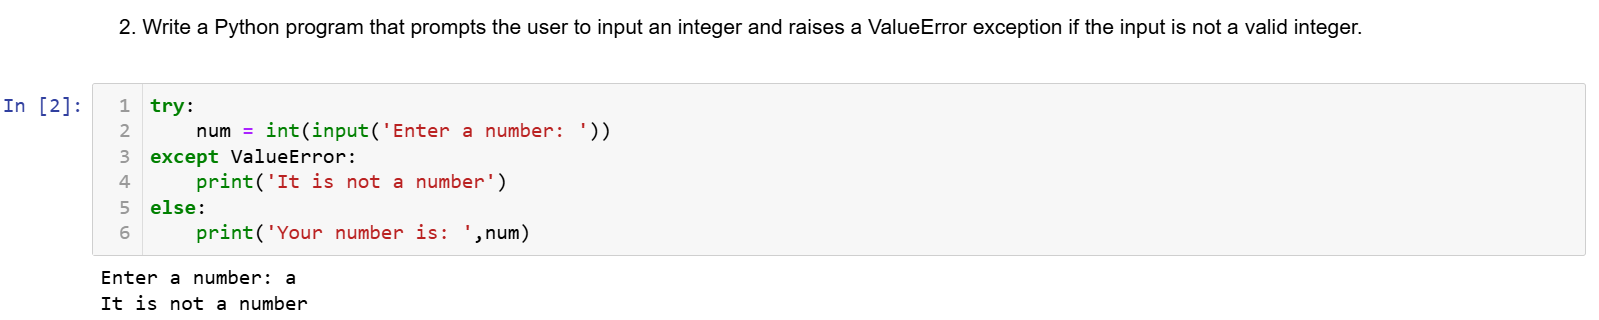 2. Write a Python program that prompts the user to input an integer and raises a ValueError exception if the input is not a valid integer.
In [2]:
1 try:
2     num = int(input('Enter a number: '))
3 except ValueError:
4     print('It is not a number')
5 else:
6     print('Your number is: ',num)
Enter a number: a
It is not a number